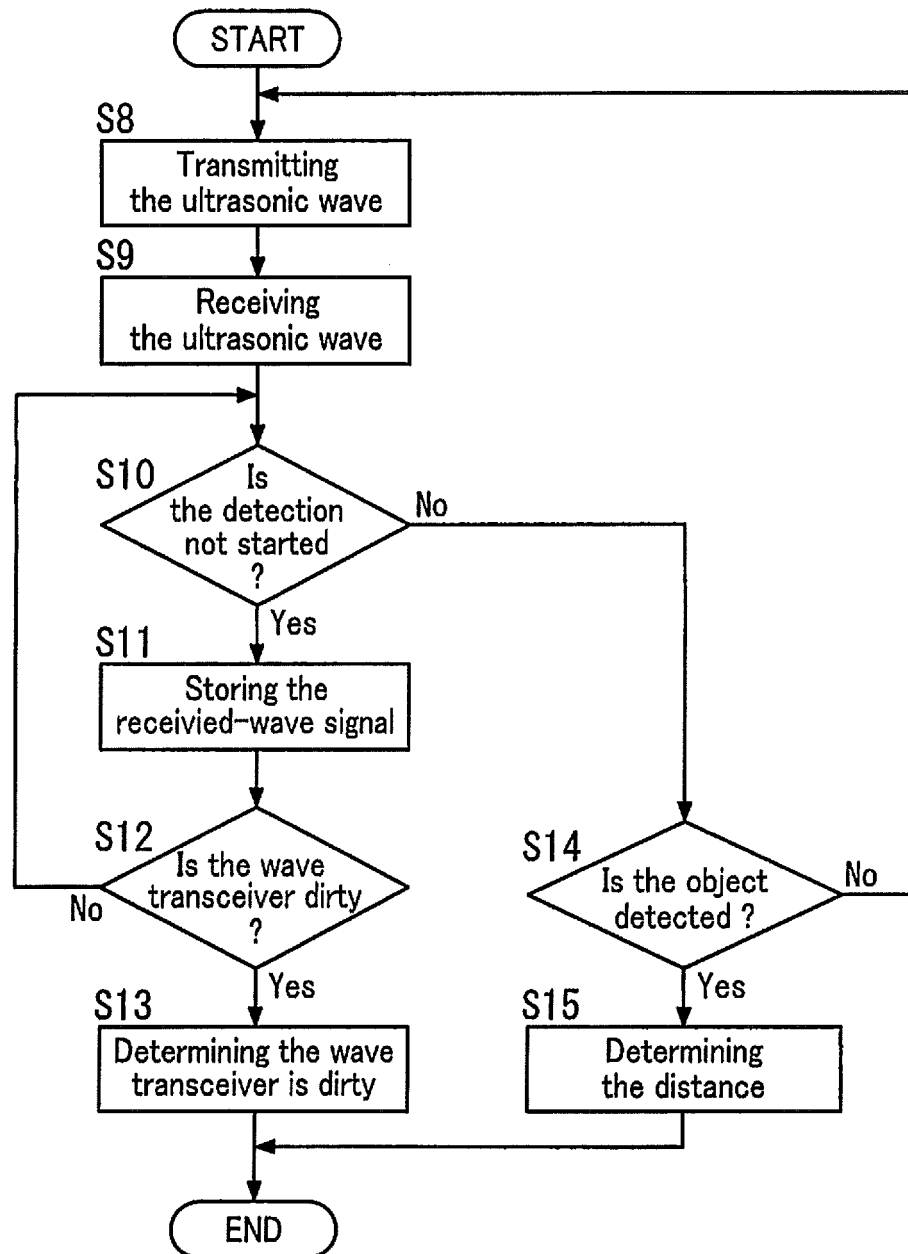 START
S8
Transmitting
the ultrasonic wave
S9
Receiving
the ultrasonic wave
S10
Is
the detection
not started
?
No
Yes
S11
Storing the
receivied-wave signal
S12
Is the wave
transceiver dirty
?
No
Yes
S13
Determining the wave
transceiver is dirty
S14
Is the object
detected ?
No
Yes
S15
Determining
the distance
END